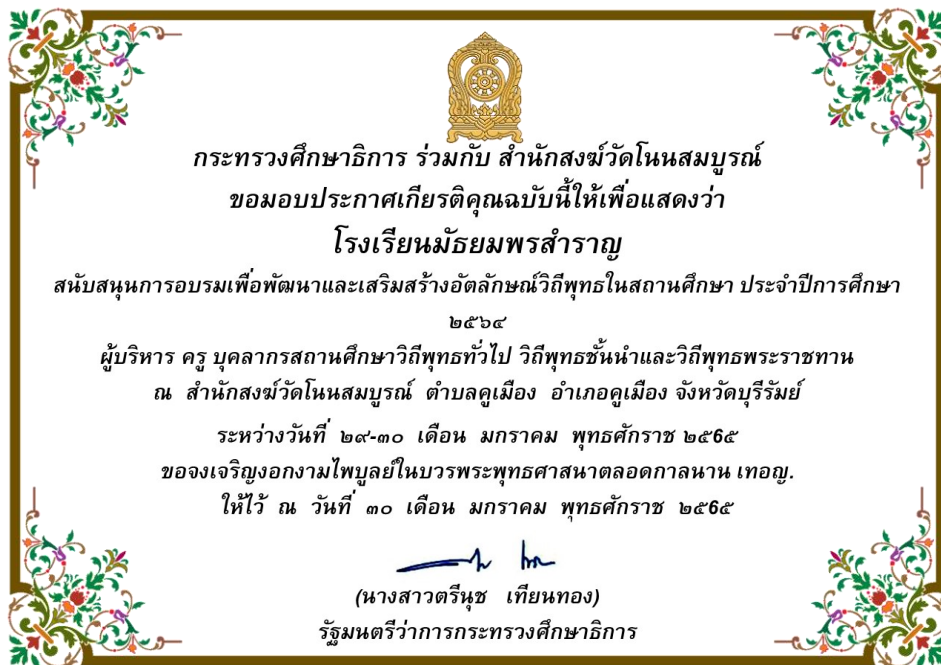 กระทรวงศึกษาธิการ ร่วมกับ สำนักสงฆ์วัดโนนสมบูรณ์
ขอมอบประกาศเกียรติคุณฉบับนี้ให้เพื่อแสดงว่า
โรงเรียนมัธยมพรสำราญ
สนับสนุนการอบรมเพื่อพัฒนาและเสริมสร้างอัตลักษณ์วิถีพุทธในสถานศึกษา ประจำปีการศึกษา
๒๕๖๔
ผู้บริหาร ครู บุคลากรสถานศึกษาวิถีพุทธทั่วไป วิถีพุทธชั้นนำและวิถีพุทธพระราชทาน
ณ สำนักสงฆ์วัดโนนสมบูรณ์ ตำบลคูเมือง อำเภอคูเมือง จังหวัดบุรีรัมย์
ระหว่างวันที่ ๒๙-๓๐ เดือน มกราคม พุทธศักราช ๒๕6๕
ขอจงเจริญงอกงามไพบูลย์ในบวรพระพุทธศาสนาตลอดกาลนาน เทอญ.
ให้ไว้ ณ วันที่ ๓๐ เดือน มกราคม พุทธศักราช ๒๕6๕
(นางสาวตรีนุช เทียนทอง)
รัฐมนตรีว่าการกระทรวงศึกษาธิการ